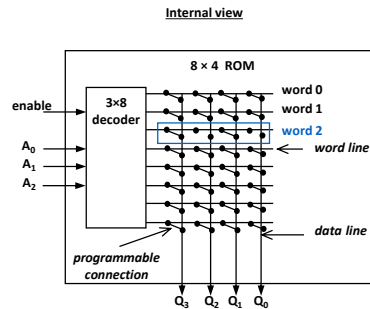 Internal view
8 × 4 ROM
3×8
decoder
enable
A0
A1
A2
word 0
word 1
word 2
word line
data line
programmable
connection
Q3 Q2 Q1 Q0